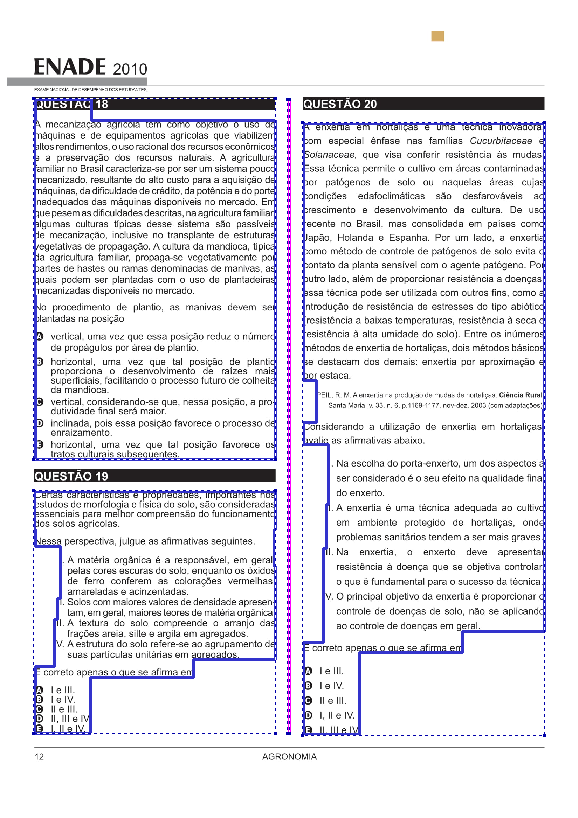 ENADE 2010
EXAME NACIONAL DE DESEMPENHO DOS ESTUDANTES
QUESTÃO 18
A mecanização agrícola tem como objetivo o uso de
máquinas e de equipamentos agrícolas que viabilizem
altos rendimentos, o uso racional dos recursos econômicos
e a preservação dos recursos naturais. A agricultura
familiar no Brasil caracteriza-se por ser um sistema pouco
mecanizado, resultante do alto custo para a aquisição de
máquinas, da dificuldade de crédito, da potência e do porte
inadequados das máquinas disponíveis no mercado. Em
que pesem as dificuldades descritas, na agricultura familiar
algumas culturas típicas desse sistema são passíveis
de mecanização, inclusive no transplante de estruturas
vegetativas de propagação. A cultura da mandioca, típica
da agricultura familiar, propaga-se vegetativamente por
partes de hastes ou ramas denominadas de manivas, as
quais podem ser plantadas com o uso de plantadeiras
mecanizadas disponíveis no mercado.
No procedimento de plantio, as manivas devem ser
plantadas na posição
A vertical, uma vez que essa posição reduz o número
de propágulos por área de plantio.
B horizontal, uma vez que tal posição de plantio
proporciona o desenvolvimento de raízes mais
superficiais, facilitando o processo futuro de colheita
da mandioca.
C vertical, considerando-se que, nessa posição, a pro-
dutividade final será maior.
D inclinada, pois essa posição favorece o processo de
enraizamento.
E horizontal, uma vez que tal posição favorece os
tratos culturais subsequentes.
QUESTÃO 19
Certas características e propriedades, importantes nos
estudos de morfologia e física do solo, são consideradas
essenciais para melhor compreensão do funcionamento
dos solos agrícolas.
Nessa perspectiva, julgue as afirmativas seguintes.
I. A matéria orgânica é a responsável, em geral,
pelas cores escuras do solo, enquanto os óxidos
de ferro conferem as colorações vermelhas,
amareladas e acinzentadas.
II. Solos com maiores valores de densidade apresen-
tam, em geral, maiores teores de matéria orgânica.
III. A textura do solo compreende o arranjo das
frações areia, silte e argila em agregados.
IV. A estrutura do solo refere-se ao agrupamento de
suas partículas unitárias em agregados.
É correto apenas o que se afirma em
A I e III.
B I e IV.
C II e III.
D II, III e IV.
E I, II e IV.
QUESTÃO 20
A enxertia em hortaliças é uma técnica inovadora,
com especial ênfase nas famílias Cucurbitaceae e
Solanaceae, que visa conferir resistência às mudas.
Essa técnica permite o cultivo em áreas contaminadas
por patógenos de solo ou naquelas áreas cujas
condições edafoclimáticas são desfavoráveis ao
crescimento e desenvolvimento da cultura. De uso
recente no Brasil, mas consolidada em países como
Japão, Holanda e Espanha. Por um lado, a enxertia
como método de controle de patógenos de solo evita o
contato da planta sensível com o agente patógeno. Por
outro lado, além de proporcionar resistência a doenças,
essa técnica pode ser utilizada com outros fins, como a
introdução de resistência de estresses do tipo abiótico
(resistência a baixas temperaturas, resistência à seca e
resistência à alta umidade do solo). Entre os inúmeros
métodos de enxertia de hortaliças, dois métodos básicos
se destacam dos demais: enxertia por aproximação e
por estaca.
PEIL, R. M. A enxertia na produção de mudas de hortaliças. Ciência Rural,
Santa Maria, v. 33, n. 6, p.1169-1177, nov-dez, 2003 (com adaptações).
Considerando a utilização de enxertia em hortaliças,
avalie as afirmativas abaixo.
I. Na escolha do porta-enxerto, um dos aspectos a
ser considerado é o seu efeito na qualidade final
do enxerto.
II. A enxertia é uma técnica adequada ao cultivo
em ambiente protegido de hortaliças, onde
problemas sanitários tendem a ser mais graves.
III. Na enxertia, o enxerto deve apresentar
resistência à doença que se objetiva controlar,
o que é fundamental para o sucesso da técnica.
IV. O principal objetivo da enxertia é proporcionar o
controle de doenças de solo, não se aplicando
ao controle de doenças em geral.
É correto apenas o que se afirma em
A I e III.
B I e IV.
C II e III.
D I, II e IV.
E II, III e IV.
12
AGRONOMIA